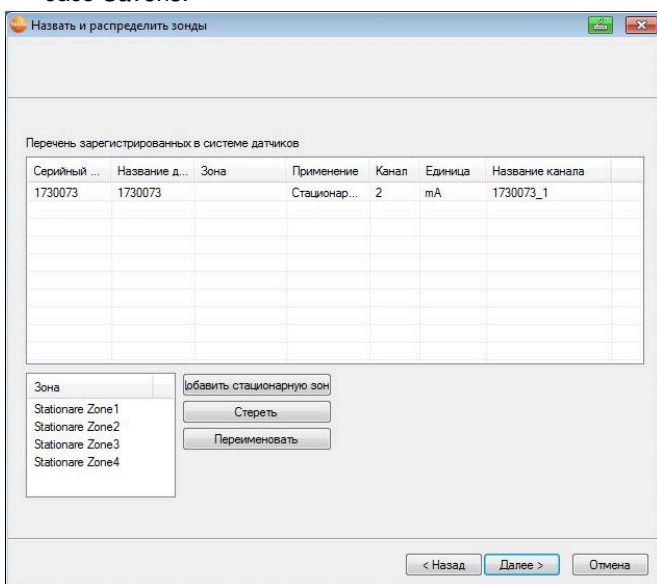 Назвать и распределить зонды
Перечень зарегистрированных в системе датчиков
Серийный ... Название д... Зона Применение Канал Единица Название канала
1730073 1730073 Стационар... 2 mA 1730073_1
Зона
Stationare Zone1
Stationare Zone2
Stationare Zone3
Stationare Zone4
обавить стационарную зон
Стереть
Переименовать
< Назад Далее > Отмена